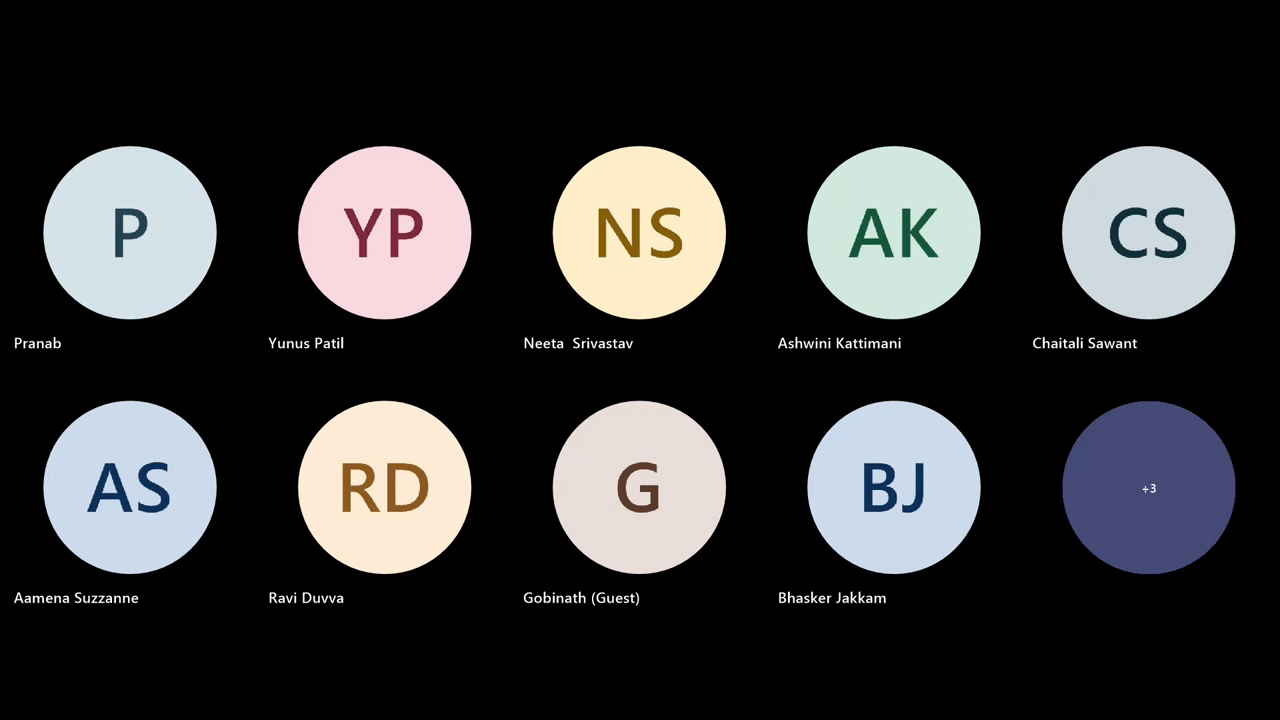 P
YP
NS
AK
CS
Pranab
Yunus Patil
Neeta  Srivastav
Ashwini Kattimani
Chaitali Sawant
AS
RD
G
BJ
+3
Aamena Suzzanne
Ravi Duvva
Gobinath (Guest)
Bhasker Jakkam